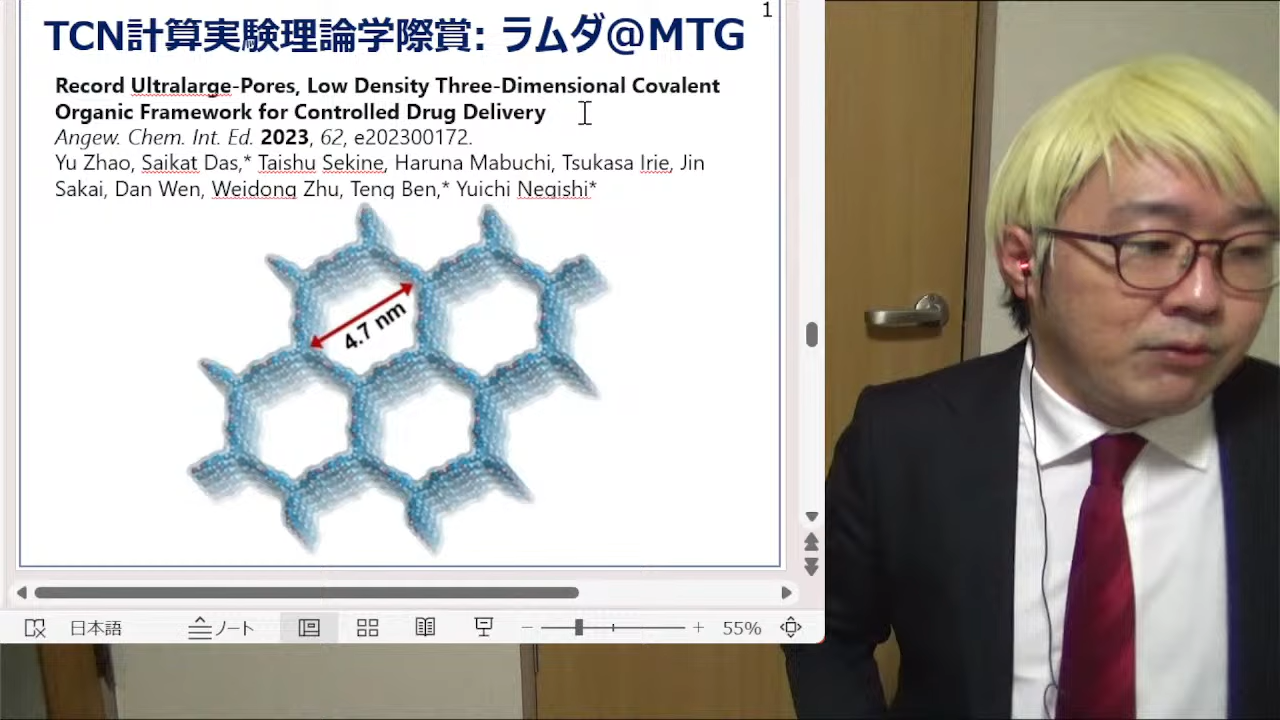 1
TCN計算実験理論学際賞: ラムダ@MTG
Record Ultralarge-Pores, Low Density Three-Dimensional Covalent
Organic Framework for Controlled Drug Delivery
Angew. Chem. Int. Ed. 2023, 62, e202300172.
Yu Zhao, Saikat Das,* Taishu Sekine, Haruna Mabuchi, Tsukasa Irie, Jin
Sakai, Dan Wen, Weidong Zhu, Teng Ben,* Yuichi Negishi*
4.7 nm
日本語 ノート 55%